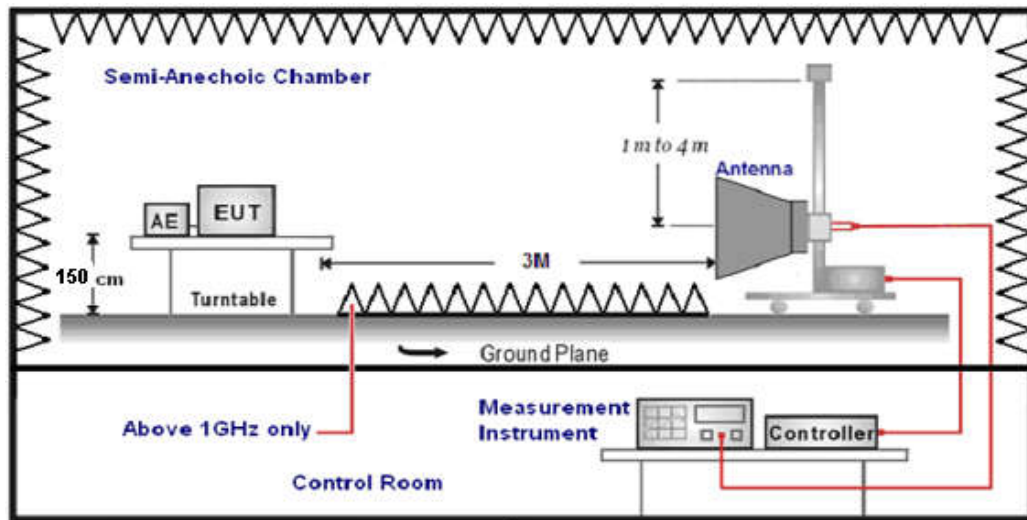 Semi-Anechoic Chamber
1 m to 4 m
Antenna
AE
EUT
150 cm
3M
Turntable
Ground Plane
Above 1GHz only
Measurement
Instrument
Controller
Control Room